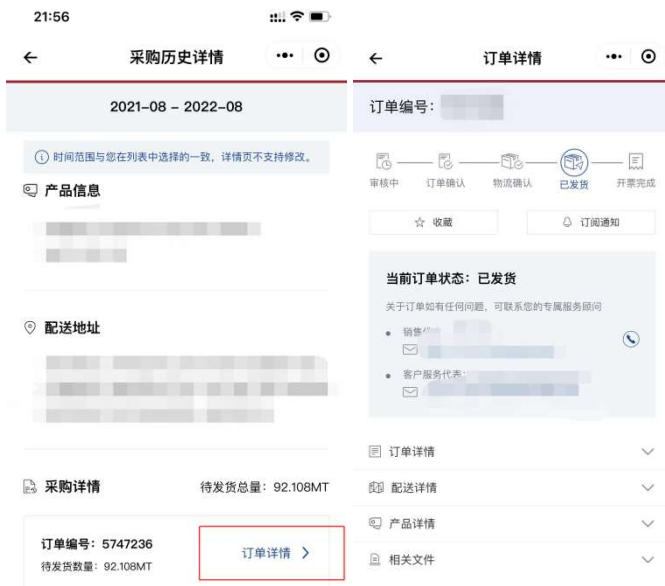 21:56
采购历史详情
2021-08 - 2022-08
时间范围与您在列表中选择的一致，详情页不支持修改。
产品信息
配送地址
采购详情
待发货总量：92.108MT
订单编号：5747236
待发货数量：92.108MT
订单详情
订单详情
订单编号：
审核中
订单确认
物流确认
已发货
开票完成
收藏
订阅通知
当前订单状态：已发货
关于订单如有任何问题，可联系您的专属服务顾问
销售
客户服务代表：
订单详情
配送详情
产品详情
相关文件